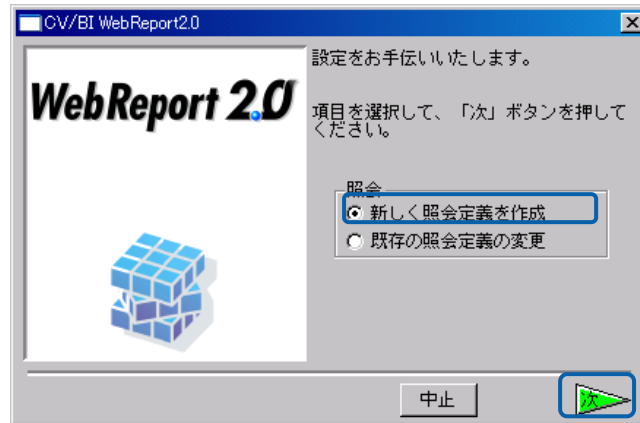 CV/BI WebReport2.0
WebReport 2.0
設定をお手伝いいたします。
項目を選択して、「次」ボタンを押して
ください。
照会
新しく照会定義を作成
既存の照会定義の変更
中止
次